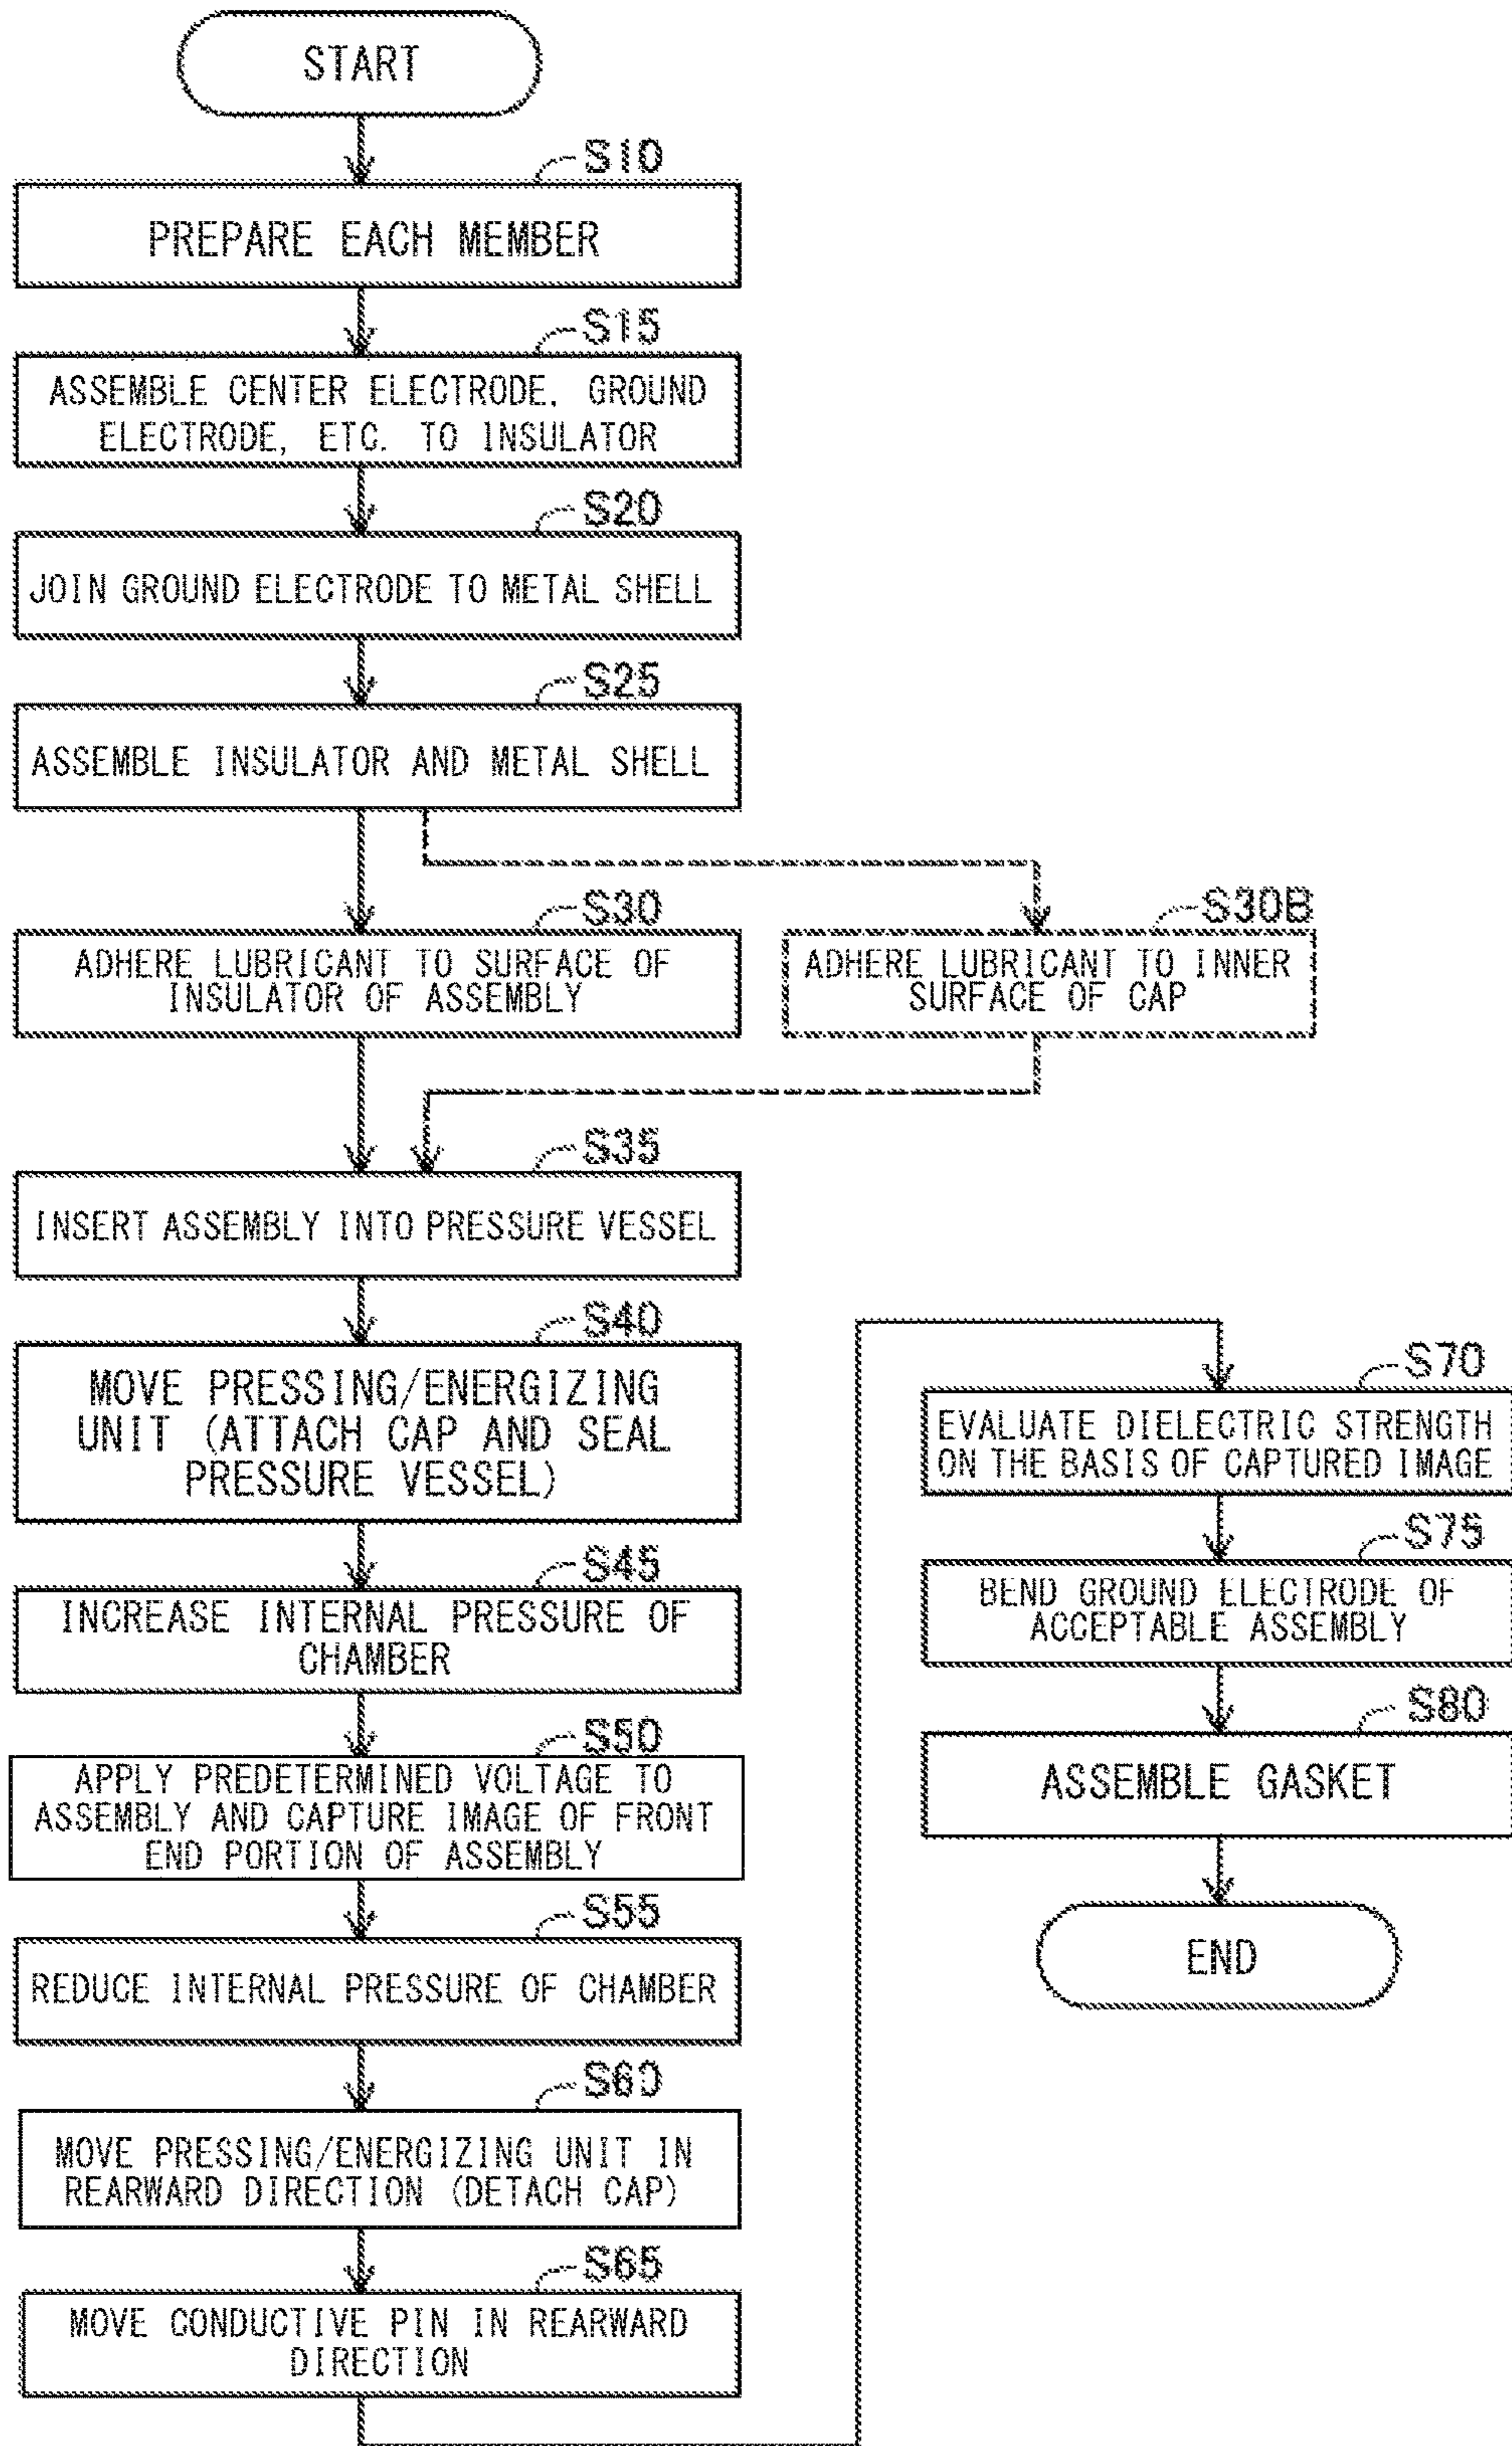 START
S10
PREPARE EACH MEMBER
S15
ASSEMBLE CENTER ELECTRODE, GROUND
ELECTRODE, ETC. TO INSULATOR
S20
JOIN GROUND ELECTRODE TO METAL SHELL
S25
ASSEMBLE INSULATOR AND METAL SHELL
S30
ADHERE LUBRICANT TO SURFACE OF
INSULATOR OF ASSEMBLY
S30B
ADHERE LUBRICANT TO INNER
SURFACE OF CAP
S35
INSERT ASSEMBLY INTO PRESSURE VESSEL
S40
MOVE PRESSING/ENERGIZING
UNIT (ATTACH CAP AND SEAL
PRESSURE VESSEL)
S45
INCREASE INTERNAL PRESSURE OF
CHAMBER
S50
APPLY PREDETERMINED VOLTAGE TO
ASSEMBLY AND CAPTURE IMAGE OF FRONT
END PORTION OF ASSEMBLY
S55
REDUCE INTERNAL PRESSURE OF CHAMBER
S60
MOVE PRESSING/ENERGIZING UNIT IN
REARWARD DIRECTION (DETACH CAP)
S65
MOVE CONDUCTIVE PIN IN REARWARD
DIRECTION
S70
EVALUATE DIELECTRIC STRENGTH
ON THE BASIS OF CAPTURED IMAGE
S75
BEND GROUND ELECTRODE OF
ACCEPTABLE ASSEMBLY
S80
ASSEMBLE GASKET
END